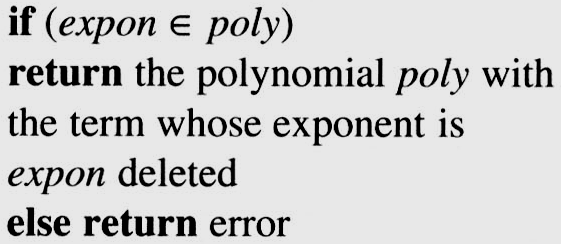 if (expon ∈ poly)
return the polynomial poly with
the term whose exponent is
expon deleted
else return error